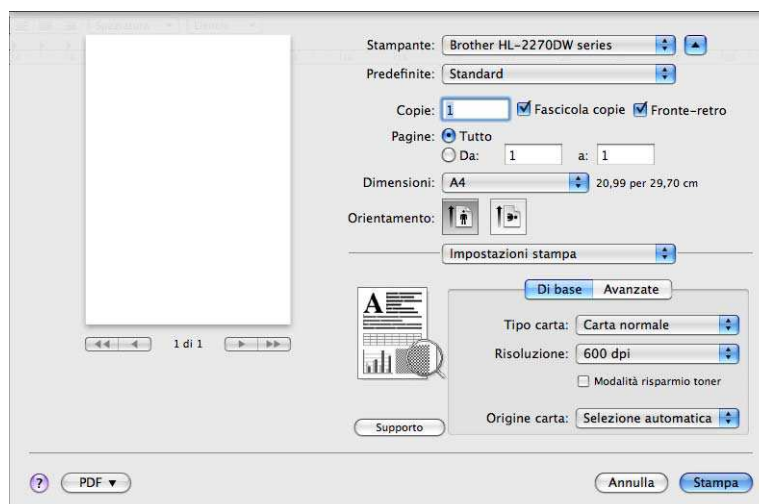 Stampante: Brother HL-2270DW series
Predefinite: Standard
Copie: 1 Fascicola copie Fronte-retro
Pagine: Tutto
Da: 1 a: 1
Dimensioni: A4 20,99 per 29,70 cm
Orientamento:
Impostazioni stampa
Di base Avanzate
A
Tipo carta: Carta normale
1 di 1
Risoluzione: 600 dpi
Modalità risparmio toner
Origine carta: Selezione automatica
Supporto
? PDF ▼ Annulla Stampa